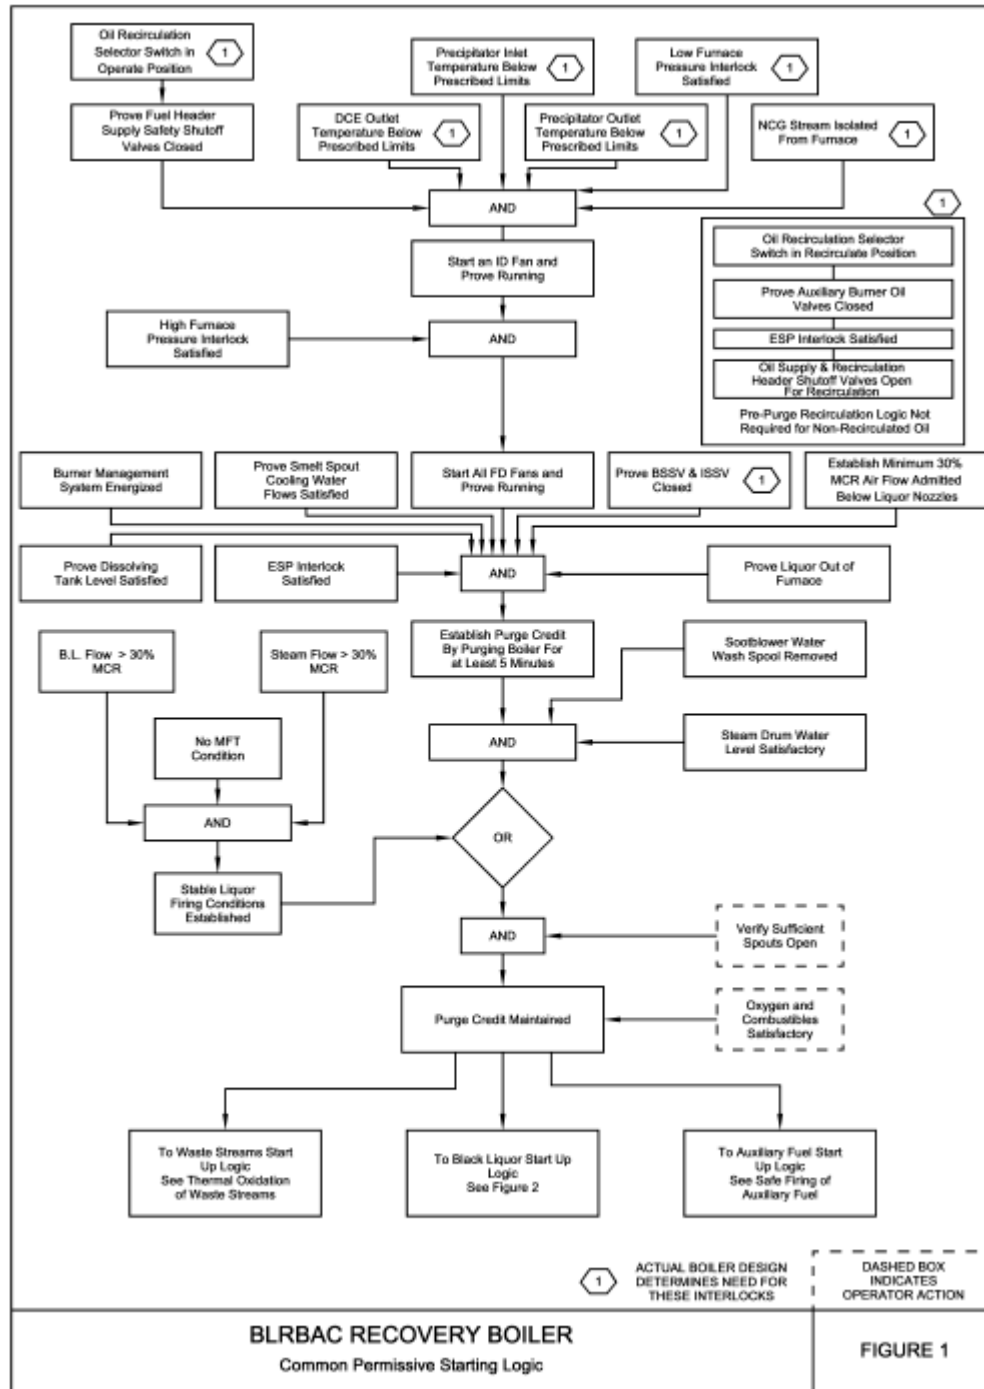 Oil Recirculation
Selector Switch in
Operate Position
1
Precipitator Inlet
Temperature Below
Prescribed Limits
1
Low Furnace
Pressure Interlock
Satisfied
1
Prove Fuel Header
Supply Safety Shutoff
Valves Closed
DCE Outlet
Temperature Below
Prescribed Limits
1
Precipitator Outlet
Temperature Below
Prescribed Limits
1
NCG Stream Isolated
From Furnace
1
AND
1
Oil Recirculation Selector
Switch in Recirculate Position
Prove Auxiliary Burner Oil
Valves Closed
ESP Interlock Satisfied
Oil Supply & Recirculation
Header Shutoff Valves Open
For Recirculation
Pre-Purge Recirculation Logic Not
Required for Non-Recirculated Oil
Start an ID Fan and
Prove Running
High Furnace
Pressure Interlock
Satisfied
AND
Burner Management
System Energized
Prove Smelt Spout
Cooling Water
Flows Satisfied
Start All FD Fans and
Prove Running
Prove BSSV & ISSV
Closed
1
Establish Minimum 30%
MCR Air Flow Admitted
Below Liquor Nozzles
Prove Dissolving
Tank Level Satisfied
ESP Interlock
Satisfied
AND
Prove Liquor Out of
Furnace
B.L. Flow > 30%
MCR
Steam Flow > 30%
MCR
Establish Purge Credit
By Purging Boiler For
at Least 5 Minutes
Sootblower Water
Wash Spool Removed
No MFT
Condition
AND
Steam Drum Water
Level Satisfactory
AND
OR
Stable Liquor
Firing Conditions
Established
AND
Verify Sufficient
Spouts Open
Purge Credit Maintained
Oxygen and
Combustibles
Satisfactory
To Waste Streams Start
Up Logic
See Thermal Oxidation
of Waste Streams
To Black Liquor Start Up
Logic
See Figure 2
To Auxiliary Fuel Start
Up Logic
See Safe Firing of
Auxiliary Fuel
1
ACTUAL BOILER DESIGN
DETERMINES NEED FOR
THESE INTERLOCKS
DASHED BOX
INDICATES
OPERATOR ACTION
BLRBAC RECOVERY BOILER
Common Permissive Starting Logic
FIGURE 1